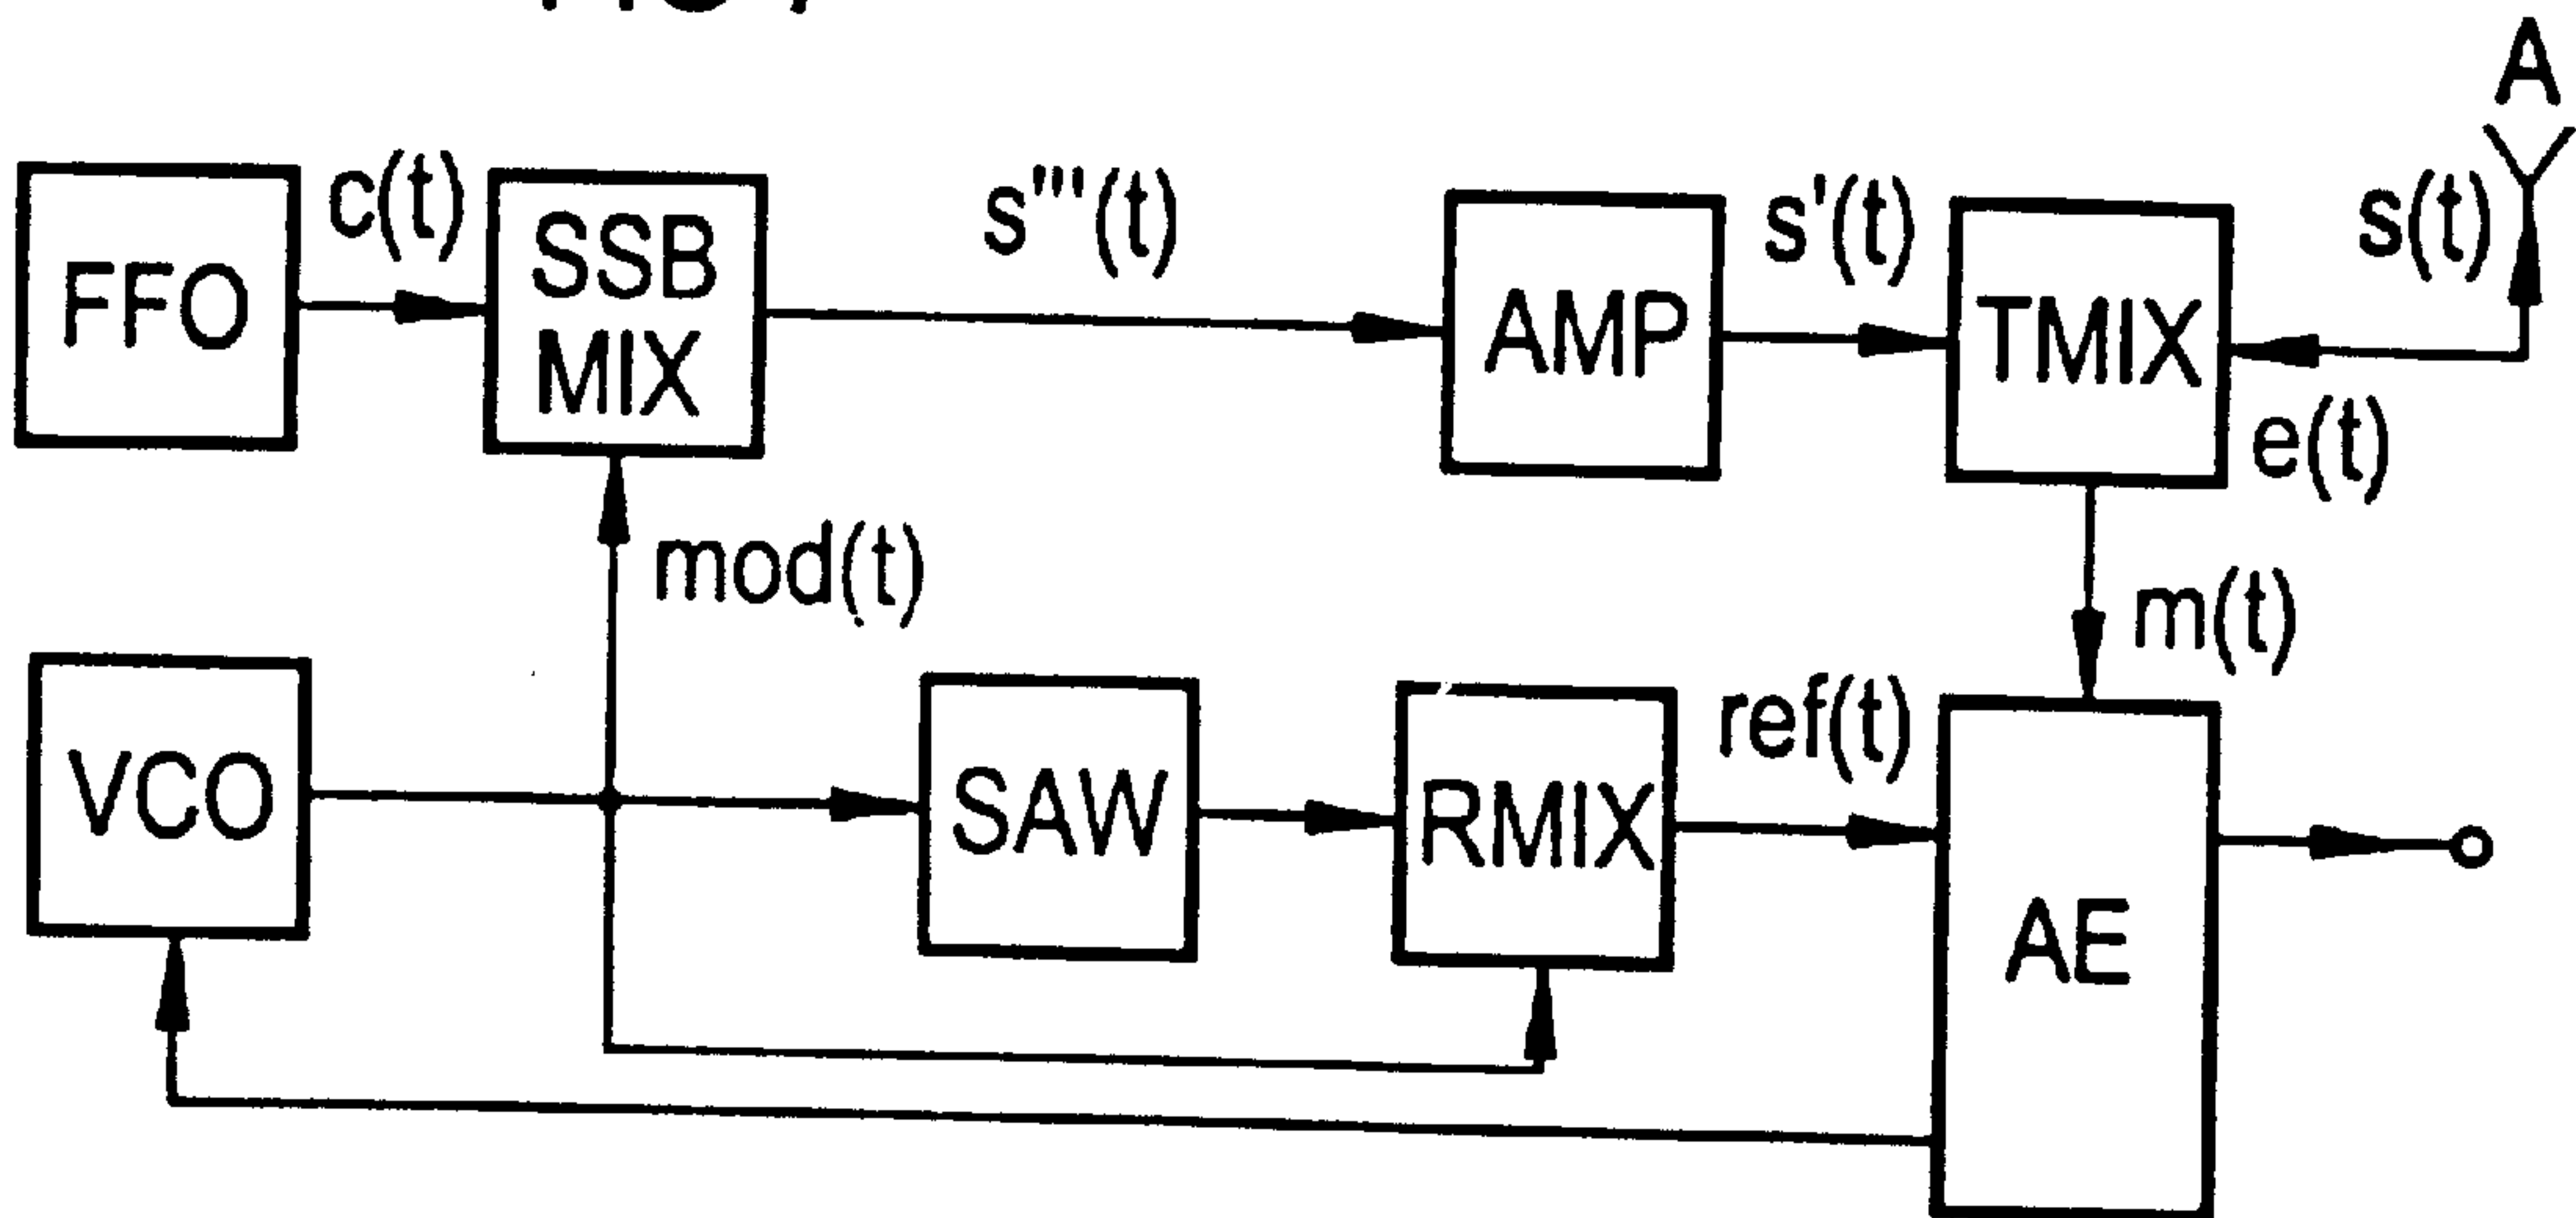 A
c(t)
s'''(t)
s'(t)
s(t)
FFO
SSB
MIX
AMP
TMIX
e(t)
mod(t)
m(t)
ref(t)
VCO
SAW
RMIX
AE